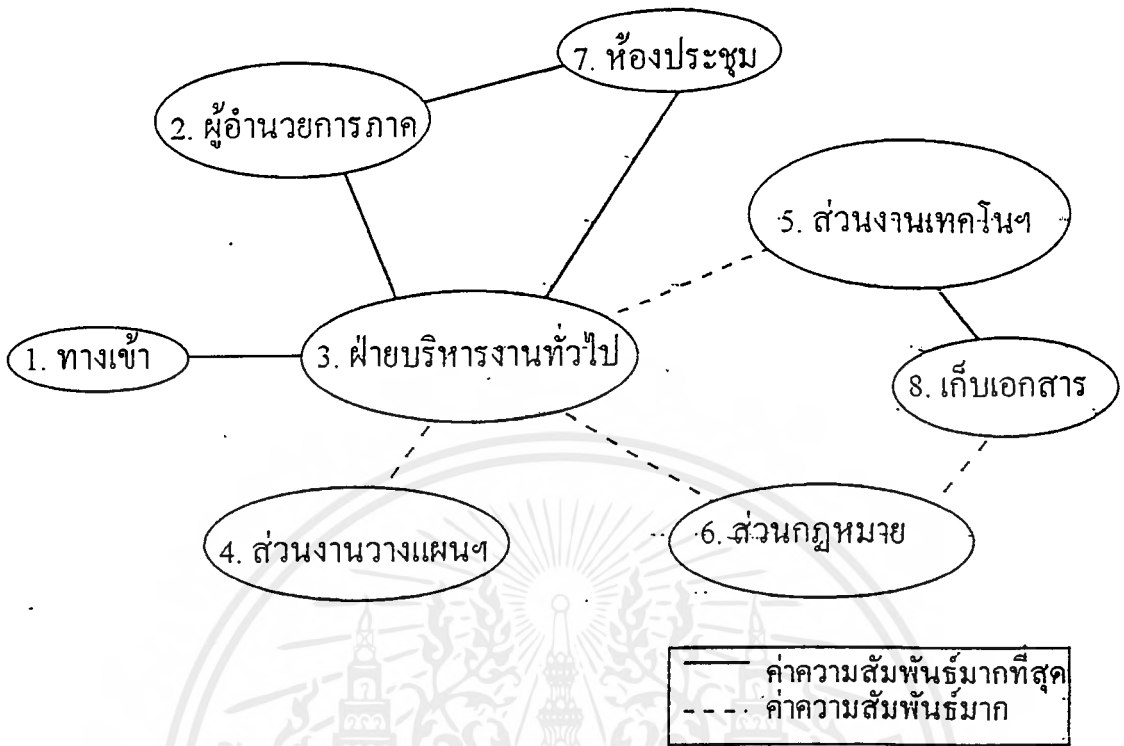 7. ห้องประชุม
2. ผู้อำนวยการภาค
5. ส่วนงานเทคโนฯ
1. ทางเข้า
3. ฝ่ายบริหารงานทั่วไป
8. เก็บเอกสาร
4. ส่วนงานวางแผนฯ
6. ส่วนกฎหมาย
ค่าความสัมพันธ์มากที่สุด
ค่าความสัมพันธ์มาก